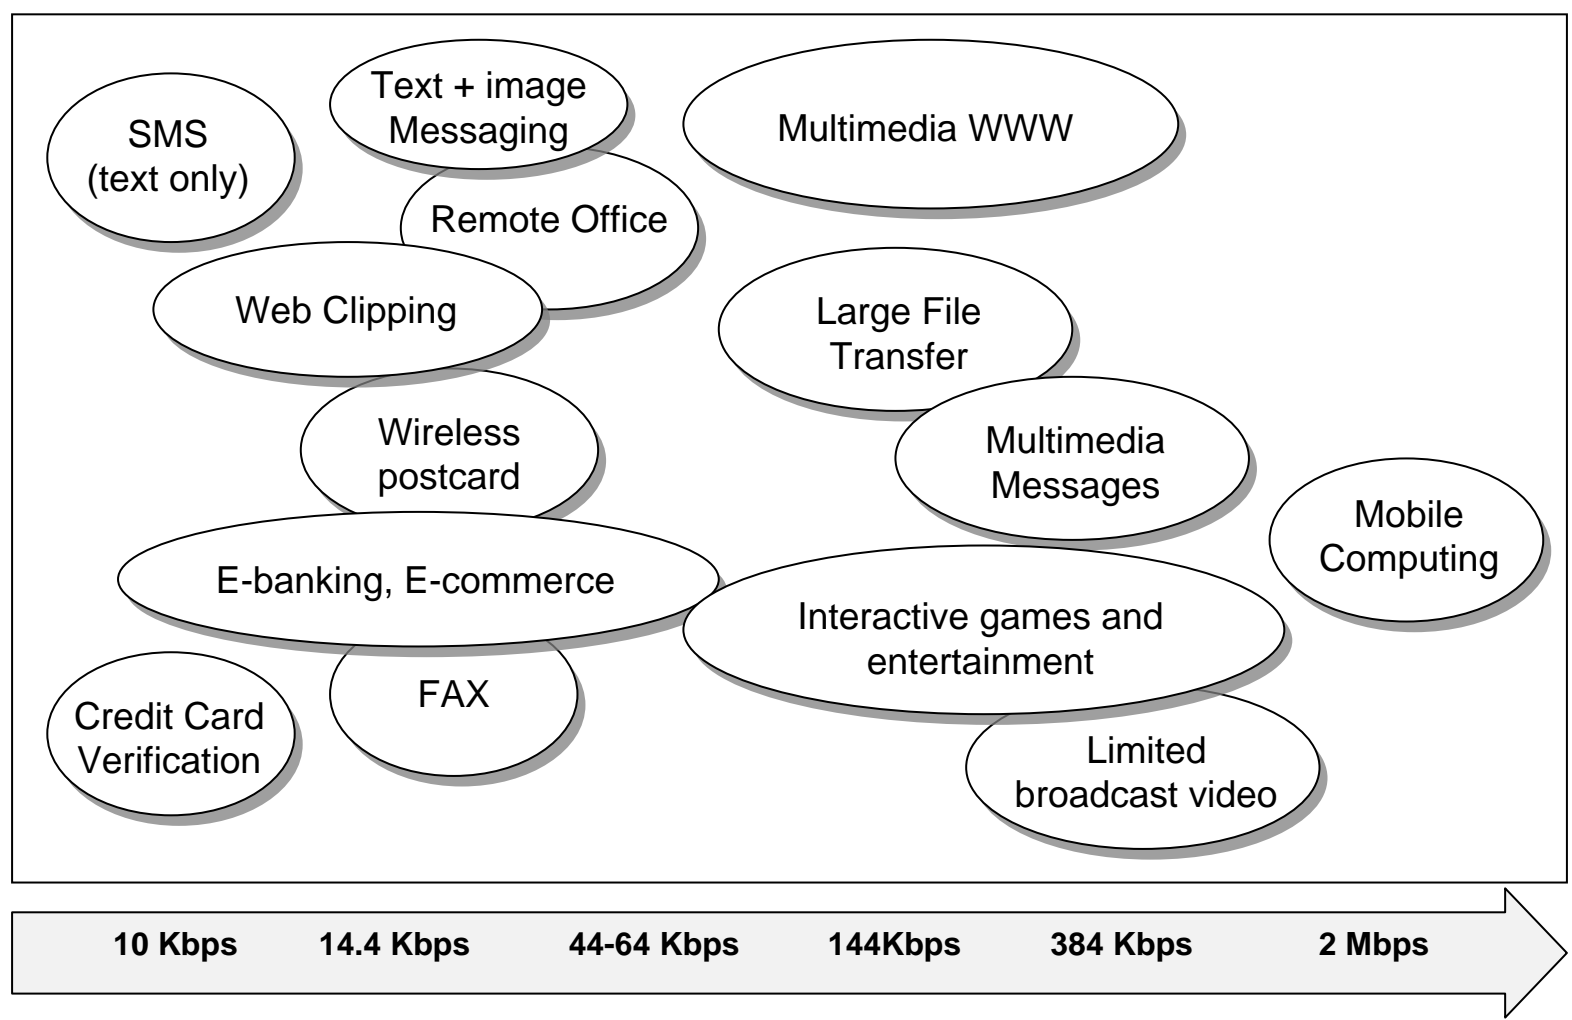 Text + image
Messaging
SMS
(text only)
Multimedia WWW
Remote Office
Web Clipping
Large File
Transfer
Wireless
postcard
Multimedia
Messages
Mobile
Computing
E-banking, E-commerce
Interactive games and
entertainment
FAX
Credit Card
Verification
Limited
broadcast video
10 Kbps
14.4 Kbps
44-64 Kbps
144Kbps
384 Kbps
2 Mbps